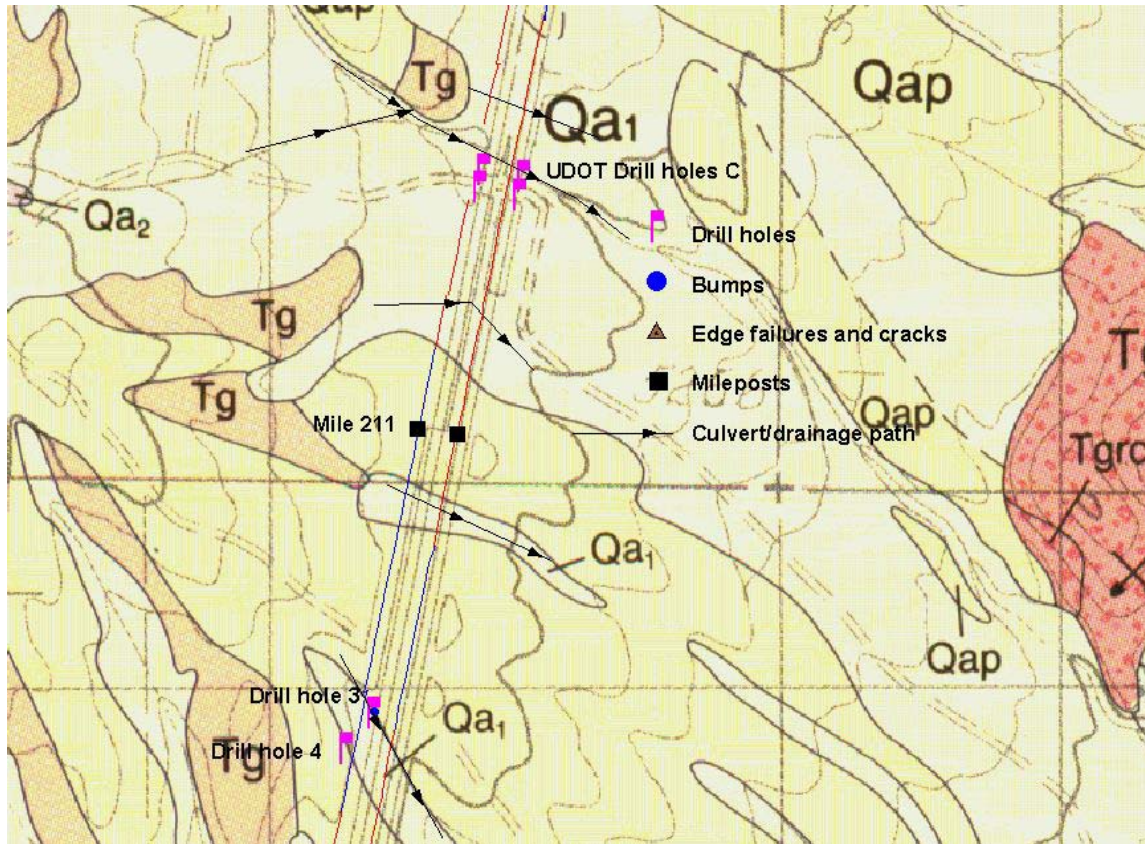 Qap
Tg
Qa1
Qap
UDOT Drill holes C
Qa2
Drill holes
Bumps
Tg
Edge failures and cracks
Tg
Mileposts
Qap
Mile 211
Culvert/drainage path
Tgrc
Qa1
Qap
Drill hole 3
Qa1
Drill hole 4
Tg